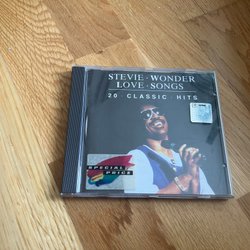 STEVIE · WONDER
LOVE · SONGS
20 · CLASSIC · HITS
SPECIAL
PRICE